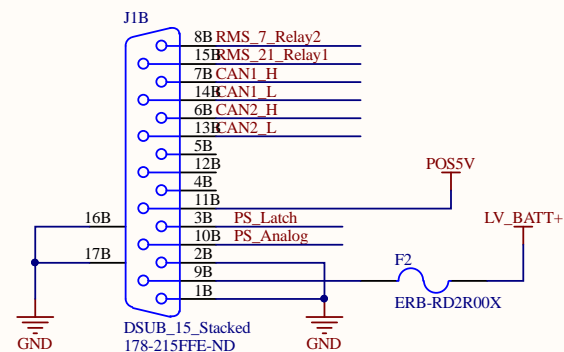 J1B
8B RMS_7_Relay2
15B RMS_21_Relay1
7B CAN1_H
14B CAN1_L
6B CAN2_H
13B CAN2_L
5B
12B
4B
11B
POS5V
16B
3B PS_Latch
LV_BATT+
10B PS_Analog
17B
2B
F2
9B
1B
ERB-RD2R00X
GND
GND
DSUB_15_Stacked
178-215FFE-ND